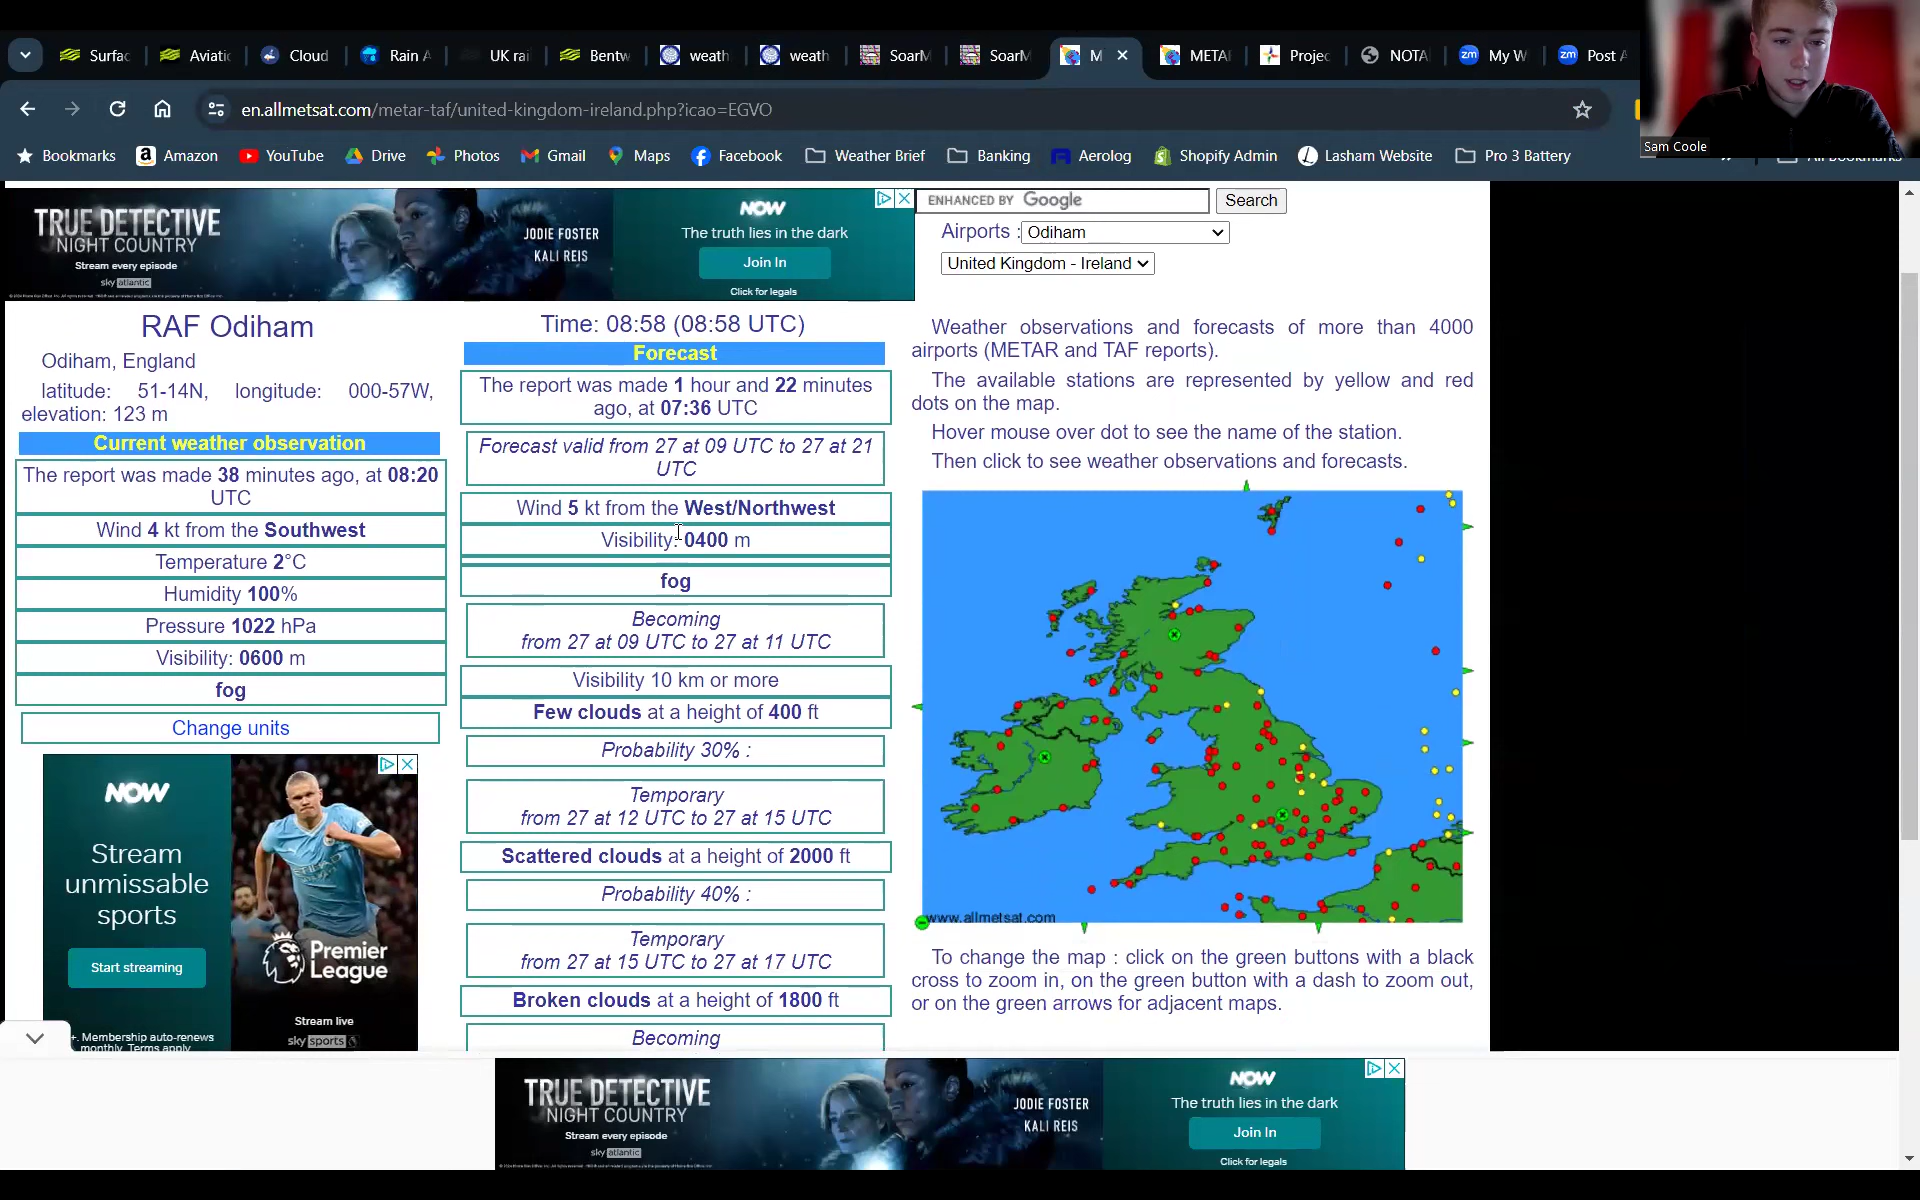 Surfac
Aviatic
Cloud
Rain A
UK rai
Bentw
weath
weath
SoarM
SoarM
M
META
Projec
NOTA
My W
Post A
en.allmetsat.com/metar-taf/united-kingdom-ireland.php?icao=EGVO
Bookmarks
Amazon
YouTube
Drive
Photos
Gmail
Maps
Facebook
Weather Brief
Banking
Aerolog
Shopify Admin
Lasham Website
Pro 3 Battery
All Bookmarks
Sam Coole
TRUE DETECTIVE
NIGHT COUNTRY
Stream every episode
sky atlantic
JODIE FOSTER
KALI REIS
NOW
The truth lies in the dark
Join In
Click for legals
ENHANCED BY Google
Search
Airports : Odiham
United Kingdom - Ireland
RAF Odiham
Odiham, England
latitude: 51-14N, longitude: 000-57W,
elevation: 123 m
Current weather observation
The report was made 38 minutes ago, at 08:20
UTC
Wind 4 kt from the Southwest
Temperature 2°C
Humidity 100%
Pressure 1022 hPa
Visibility: 0600 m
fog
Change units
NOW
Stream
unmissable
sports
Start streaming
Premier
League
Stream live
sky sports
+. Membership auto-renews
monthly. Terms apply
Time: 08:58 (08:58 UTC)
Forecast
The report was made 1 hour and 22 minutes
ago, at 07:36 UTC
Forecast valid from 27 at 09 UTC to 27 at 21
UTC
Wind 5 kt from the West/Northwest
Visibility: 0400 m
fog
Becoming
from 27 at 09 UTC to 27 at 11 UTC
Visibility 10 km or more
Few clouds at a height of 400 ft
Probability 30% :
Temporary
from 27 at 12 UTC to 27 at 15 UTC
Scattered clouds at a height of 2000 ft
Probability 40% :
Temporary
from 27 at 15 UTC to 27 at 17 UTC
Broken clouds at a height of 1800 ft
Becoming
Weather observations and forecasts of more than 4000
airports (METAR and TAF reports).
The available stations are represented by yellow and red
dots on the map.
Hover mouse over dot to see the name of the station.
Then click to see weather observations and forecasts.
www.allmetsat.com
To change the map : click on the green buttons with a black
cross to zoom in, on the green button with a dash to zoom out,
or on the green arrows for adjacent maps.
TRUE DETECTIVE
NIGHT COUNTRY
Stream every episode
sky atlantic
JODIE FOSTER
KALI REIS
NOW
The truth lies in the dark
Join In
Click for legals